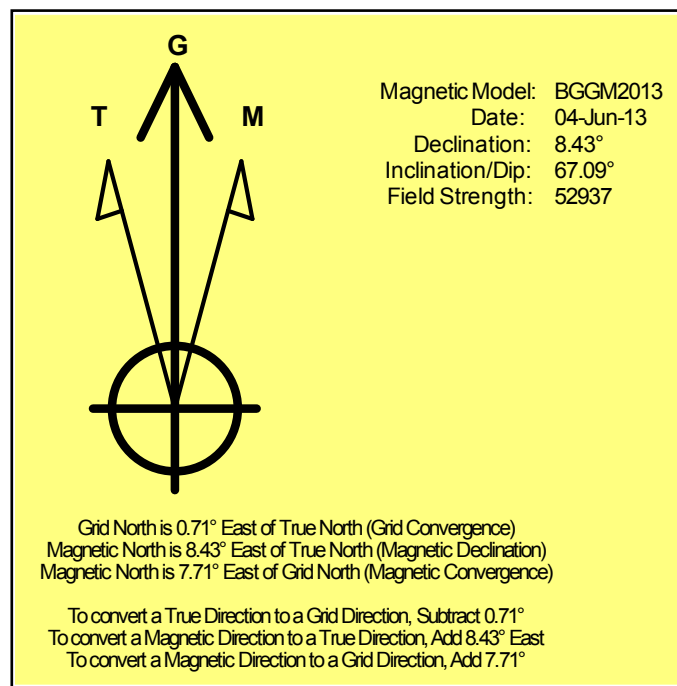 G
T
M
Magnetic Model: BGGM2013
Date: 04-Jun-13
Declination: 8.43°
Inclination/Dip: 67.09°
Field Strength: 52937
Grid North is 0.71° East of True North (Grid Convergence)
Magnetic North is 8.43° East of True North (Magnetic Declination)
Magnetic North is 7.71° East of Grid North (Magnetic Convergence)
To convert a True Direction to a Grid Direction, Subtract 0.71°
To convert a Magnetic Direction to a True Direction, Add 8.43° East
To convert a Magnetic Direction to a Grid Direction, Add 7.71°